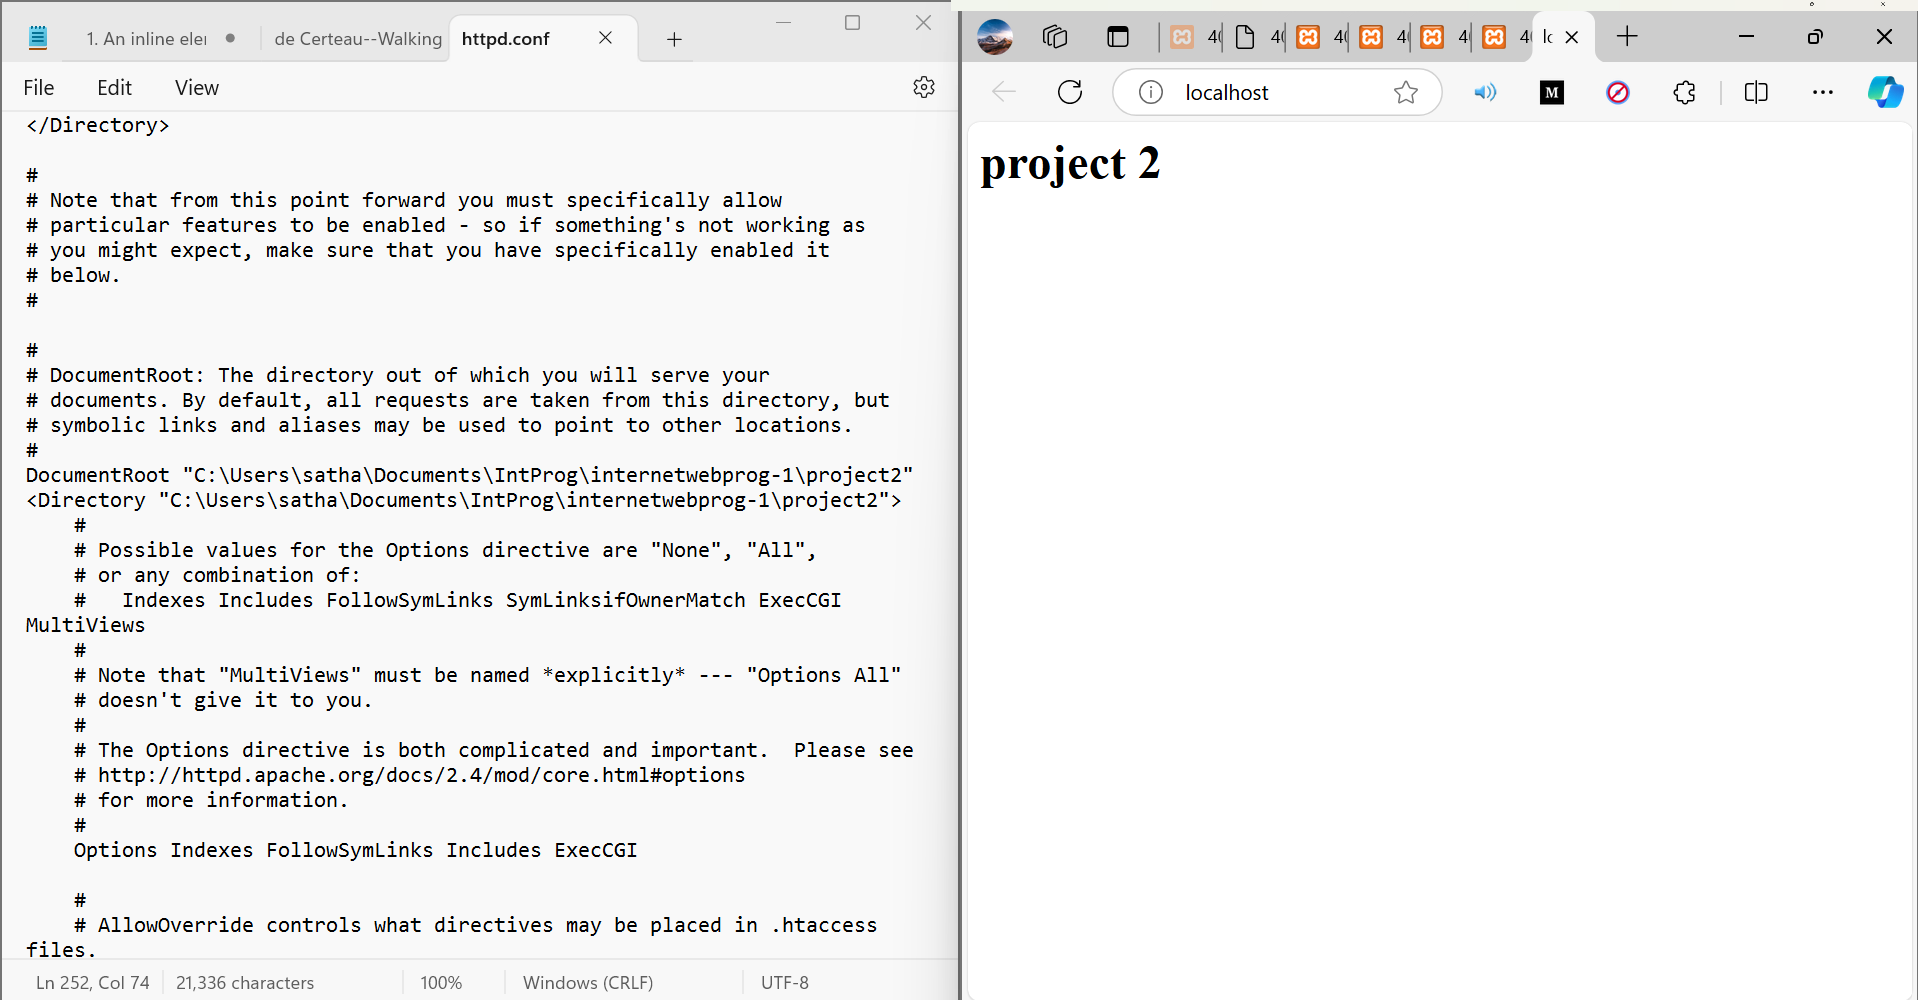 1. An inline eler
de Certeau--Walking
httpd.conf
File Edit View
</Directory>
#
# Note that from this point forward you must specifically allow
# particular features to be enabled - so if something's not working as
# you might expect, make sure that you have specifically enabled it
# below.
#
#
# DocumentRoot: The directory out of which you will serve your
# documents. By default, all requests are taken from this directory, but
# symbolic links and aliases may be used to point to other locations.
#
DocumentRoot "C:\Users\satha\Documents\IntProg\internetwebprog-1\project2"
<Directory "C:\Users\satha\Documents\IntProg\internetwebprog-1\project2">
#
# Possible values for the Options directive are "None", "All",
# or any combination of:
#   Indexes Includes FollowSymLinks SymLinksifOwnerMatch ExecCGI
MultiViews
#
# Note that "MultiViews" must be named *explicitly* --- "Options All"
# doesn't give it to you.
#
# The Options directive is both complicated and important.  Please see
# http://httpd.apache.org/docs/2.4/mod/core.html#options
# for more information.
#
Options Indexes FollowSymLinks Includes ExecCGI
#
# AllowOverride controls what directives may be placed in .htaccess
files.
Ln 252, Col 74
21,336 characters
100%
Windows (CRLF)
UTF-8
40 40 40 40 40 40 lo
localhost
M
project 2